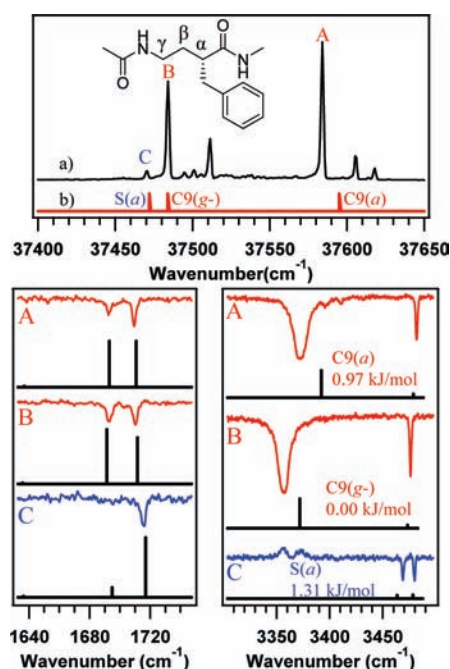 O
H
N
γ
β
α
O
N
H
A
B
C
a)
b)
S(a)
C9(g-)
C9(a)
37400 37450 37500 37550 37600 37650
Wavenumber(cm-1)
A
B
C
1640 1680 1720
Wavenumber (cm-1)
A
C9(a)
0.97 kJ/mol
B
C9(g-)
0.00 kJ/mol
C
S(a)
1.31 kJ/mol
3350 3400 3450
Wavenumber (cm-1)